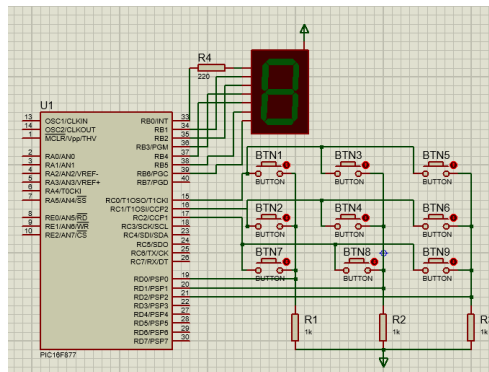 R4
220
U1
13 OSC1/CLKIN RB0/INT 33
14 OSC2/CLKOUT RB1 34
1 MCLR/Vpp/THV RB2 35
RB3/PGM 36
2 RA0/AN0 RB4 37
3 RA1/AN1 RB5 38
4 RA2/AN2/VREF- RB6/PGC 39
5 RA3/AN3/VREF+ RB7/PGD 40
6 RA4/T0CKI
7 RA5/AN4/SS RC0/T1OSO/T1CKI 15
RC1/T1OSI/CCP2 16
8 RE0/AN5/RD RC2/CCP1 17
9 RE1/AN6/WR RC3/SCK/SCL 18
10 RE2/AN7/CS RC4/SDI/SDA 23
RC5/SDO 24
RC6/TX/CK 25
RC7/RX/DT 26
RD0/PSP0 19
RD1/PSP1 20
RD2/PSP2 21
RD3/PSP3 22
RD4/PSP4 27
RD5/PSP5 28
RD6/PSP6 29
RD7/PSP7 30
PIC16F877
BTN1 BTN3 BTN5
BUTTON BUTTON BUTTON
BTN2 BTN4 BTN6
BUTTON BUTTON BUTTON
BTN7 BTN8 BTN9
BUTTON BUTTON BUTTON
R1 R2
1k 1k 1k